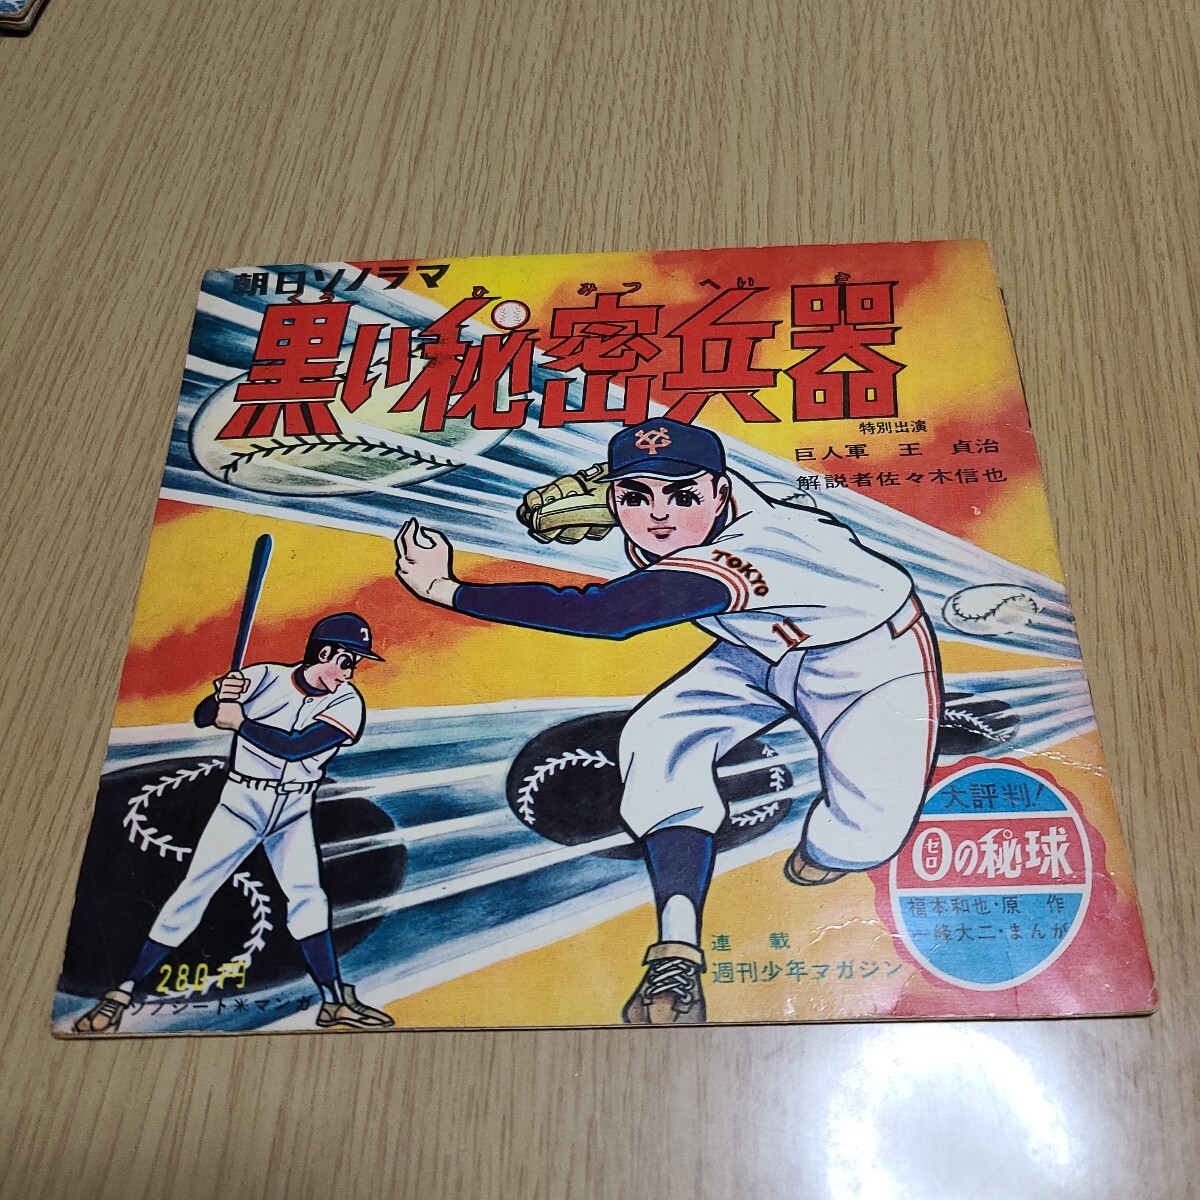 朝日ソノラマ
くろ ひ みつ へい き
黒い秘密兵器
特別出演
巨人軍 王 貞治
解説者佐々木信也
YG
TOKYO
11
大評判!
0の秘球
ゼロ
福本和也・原 作
一峰大二・まんが
連 載
週刊少年マガジン
280円
ソノシート*マンガ